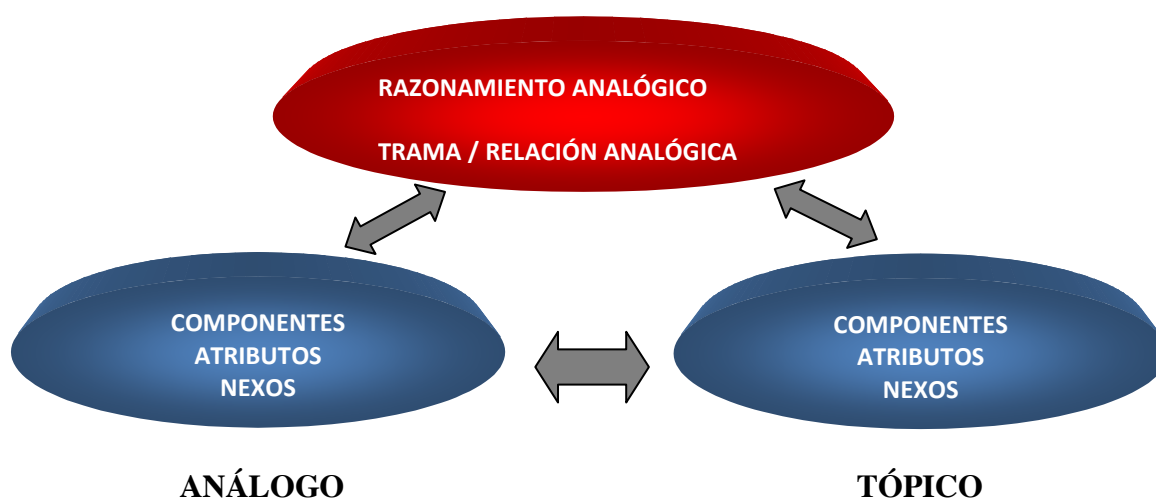 RAZONAMIENTO ANALÓGICO
TRAMA / RELACIÓN ANALÓGICA
COMPONENTES
ATRIBUTOS
NEXOS
COMPONENTES
ATRIBUTOS
NEXOS
ANÁLOGO
TÓPICO